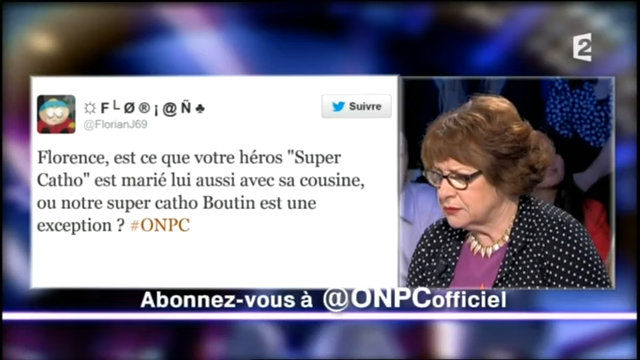 2
☼ F └ Ø ® ¡ @ Ñ ♣
@FlorianJ69
Suivre
Florence, est ce que votre héros "Super
Catho" est marié lui aussi avec sa cousine,
ou notre super catho Boutin est une
exception ? #ONPC
Abonnez-vous à @ONPCofficiel